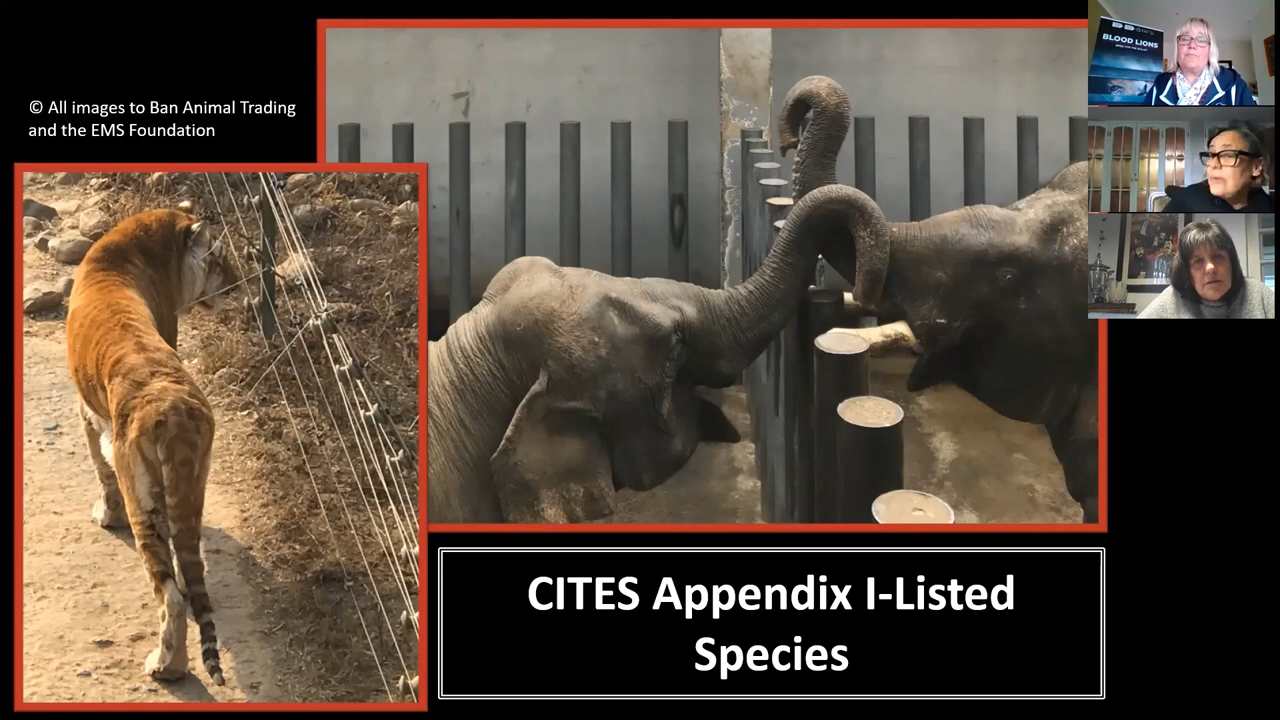 © All images to Ban Animal Trading
and the EMS Foundation
BLOOD LIONS
CITES Appendix I-Listed
Species